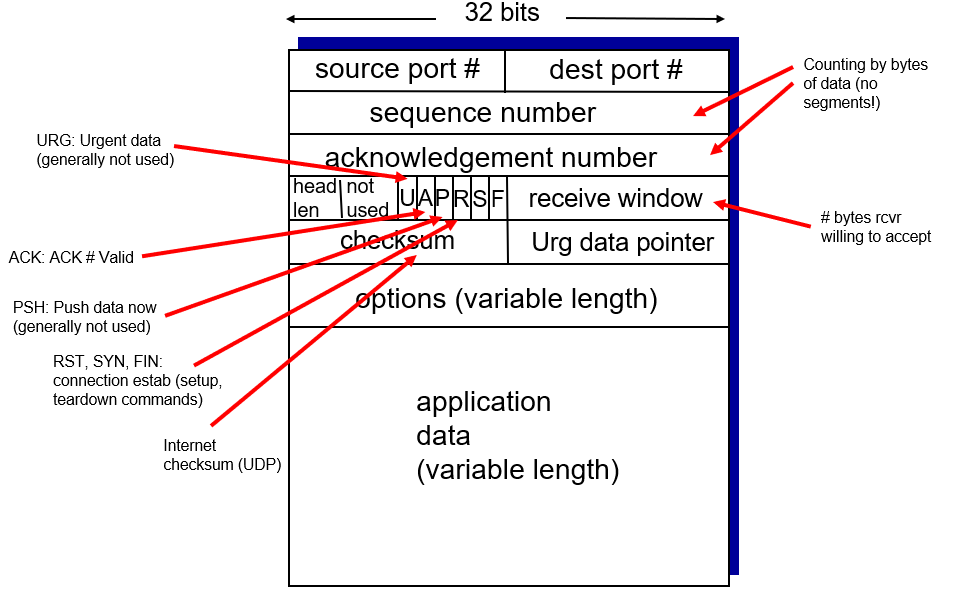 32 bits
source port #
dest port #
Counting by bytes
of data (no
segments!)
sequence number
URG: Urgent data
(generally not used)
acknowledgement number
head
len
not
used
U A P R S F
receive window
# bytes rcvr
willing to accept
ACK: ACK # Valid
checksum
Urg data pointer
PSH: Push data now
(generally not used)
options (variable length)
RST, SYN, FIN:
connection estab (setup,
teardown commands)
application
data
(variable length)
Internet
checksum (UDP)